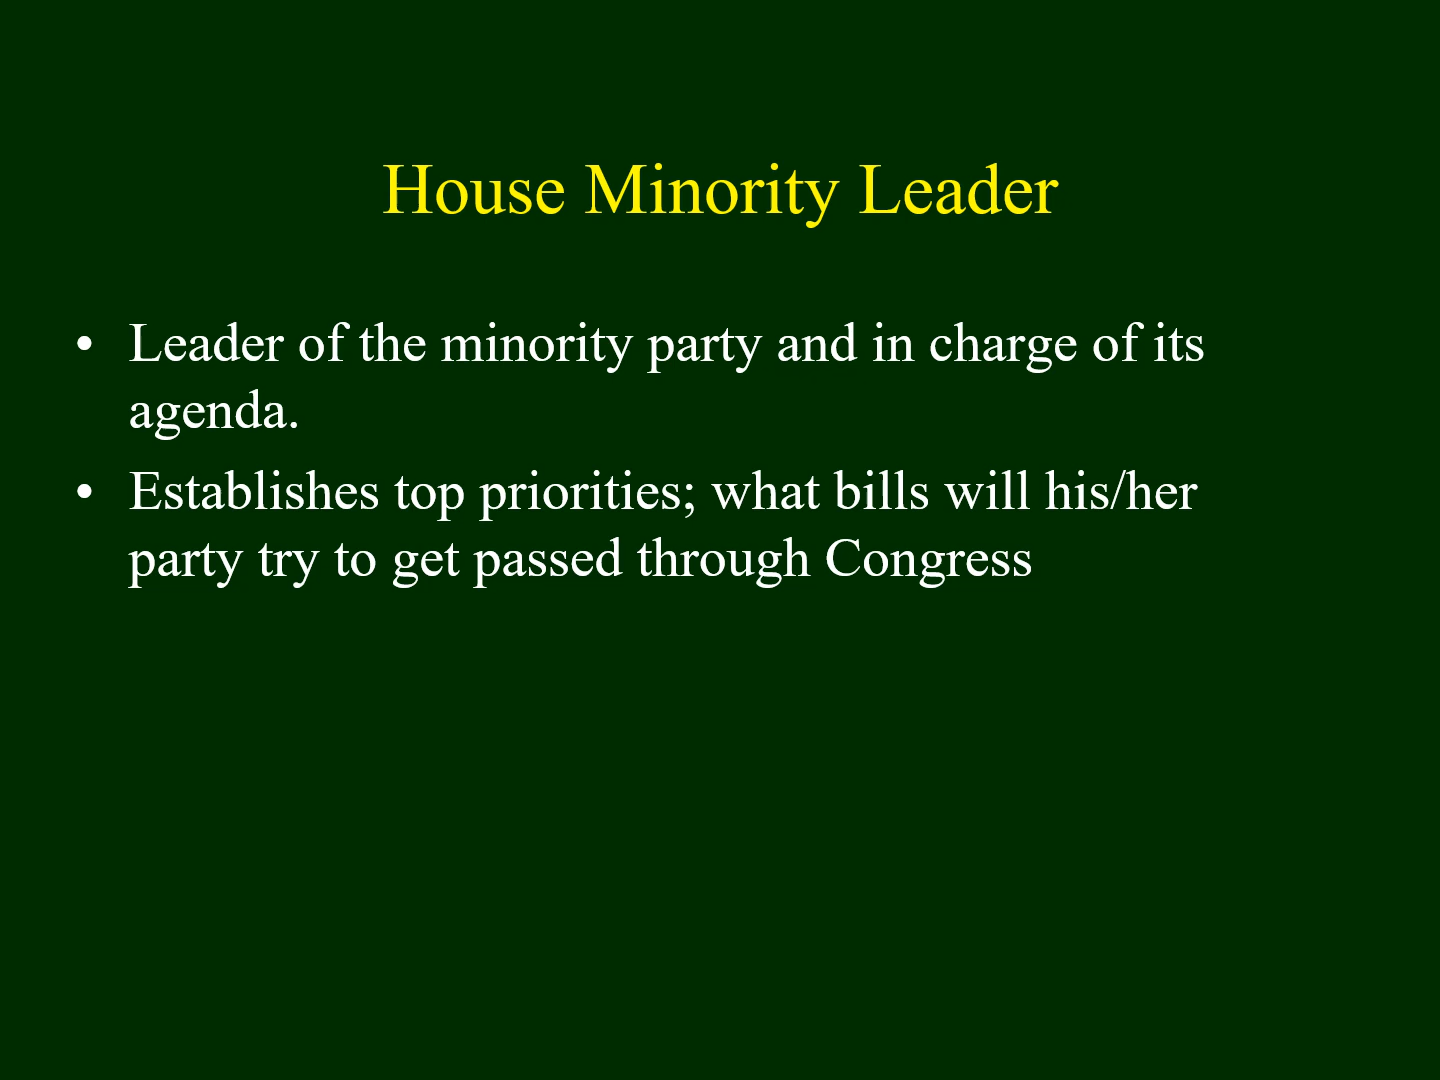 House Minority Leader
• Leader of the minority party and in charge of its
agenda.
• Establishes top priorities; what bills will his/her
party try to get passed through Congress